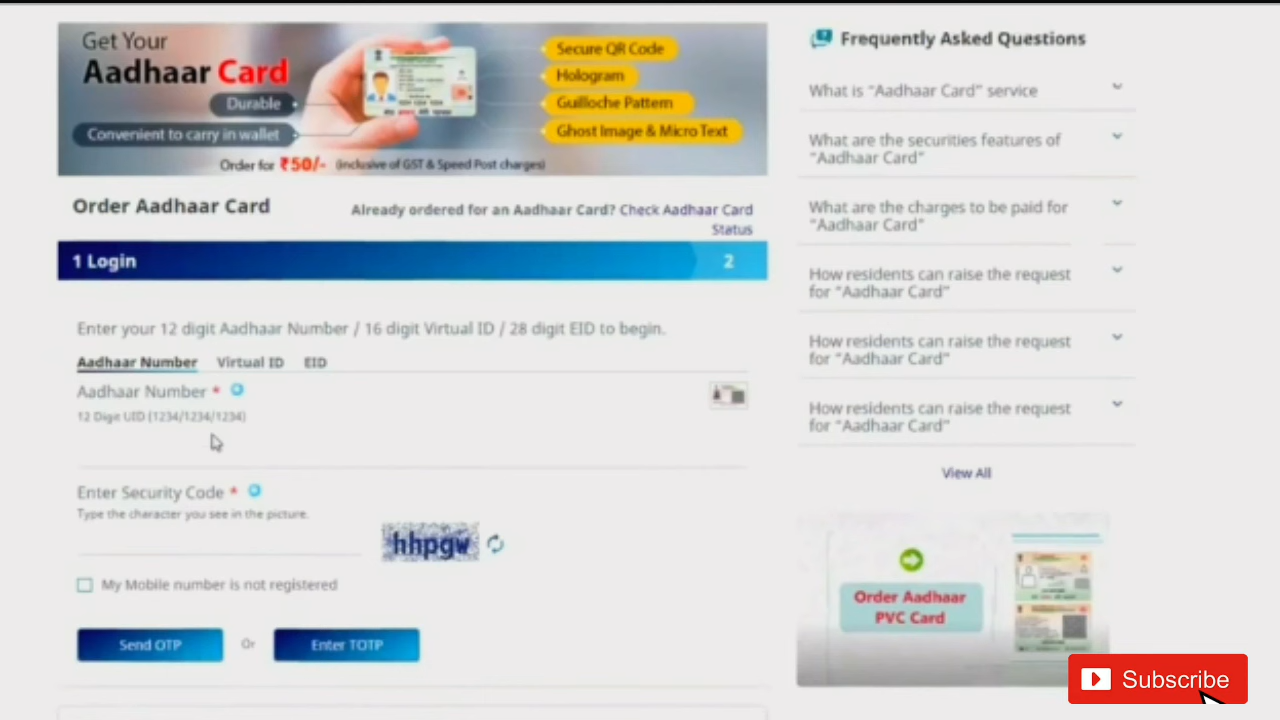 Get Your
Aadhaar Card
Durable
Convenient to carry in wallet
Secure QR Code
Hologram
Guilloche Pattern
Ghost Image & Micro Text
Order for ₹50/- (inclusive of GST & Speed Post charges)
Order Aadhaar Card
Already ordered for an Aadhaar Card? Check Aadhaar Card
Status
1 Login
2
Enter your 12 digit Aadhaar Number / 16 digit Virtual ID / 28 digit EID to begin.
Aadhaar Number Virtual ID EID
Aadhaar Number *
12 Digit UID (1234/1234/1234)
Enter Security Code *
Type the character you see in the picture.
hhpgw
My Mobile number is not registered
Send OTP Or Enter TOTP
Frequently Asked Questions
What is "Aadhaar Card" service
What are the securities features of
"Aadhaar Card"
What are the charges to be paid for
"Aadhaar Card"
How residents can raise the request
for "Aadhaar Card"
How residents can raise the request
for "Aadhaar Card"
How residents can raise the request
for "Aadhaar Card"
View All
Order Aadhaar
PVC Card
Subscribe